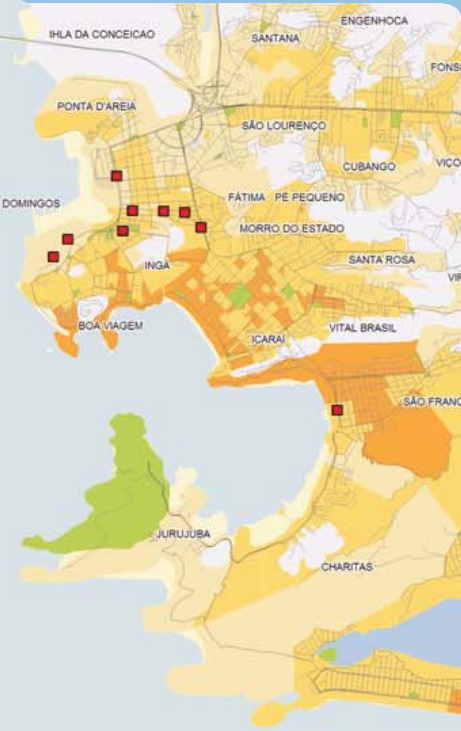 ENGENHOCA
IHLA DA CONCEICAO
SANTANA
FONS
PONTA D'AREIA
SÃO LOURENÇO
CUBANGO
VIÇO
DOMINGOS
FÁTIMA PÉ PEQUENO
MORRO DO ESTADO
SANTA ROSA
INGÁ
VIR
BOA VIAGEM
VITAL BRASIL
ICARAÍ
SÃO FRANC
JURUJUBA
CHARITAS